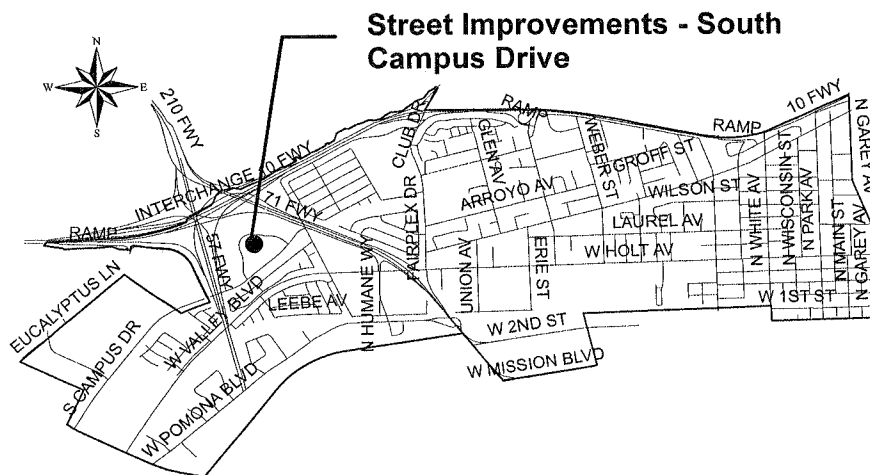 Street Improvements - South
Campus Drive
N
W
E
S
210 FWY
INTERCHANGE
10 FWY
71 FWY
RAMP
57 FWY
CLUB DR
RAMP
RAMP
10 FWY
GLEN AV
WEBER ST
GROFF ST
ARROYO AV
WILSON ST
LAUREL AV
W HOLT AV
FAIRPLEX DR
N HUMANE WY
UNION AV
ERIE ST
N WHITE AV
N WISCONSIN ST
N PARK AV
N MAIN ST
N GAREY AV
N GAREY AV
W 1ST ST
W 2ND ST
W MISSION BLVD
EUCALYPTUS LN
S CAMPUS DR
W VALLEY BLVD
LEEBE AV
W POMONA BLVD